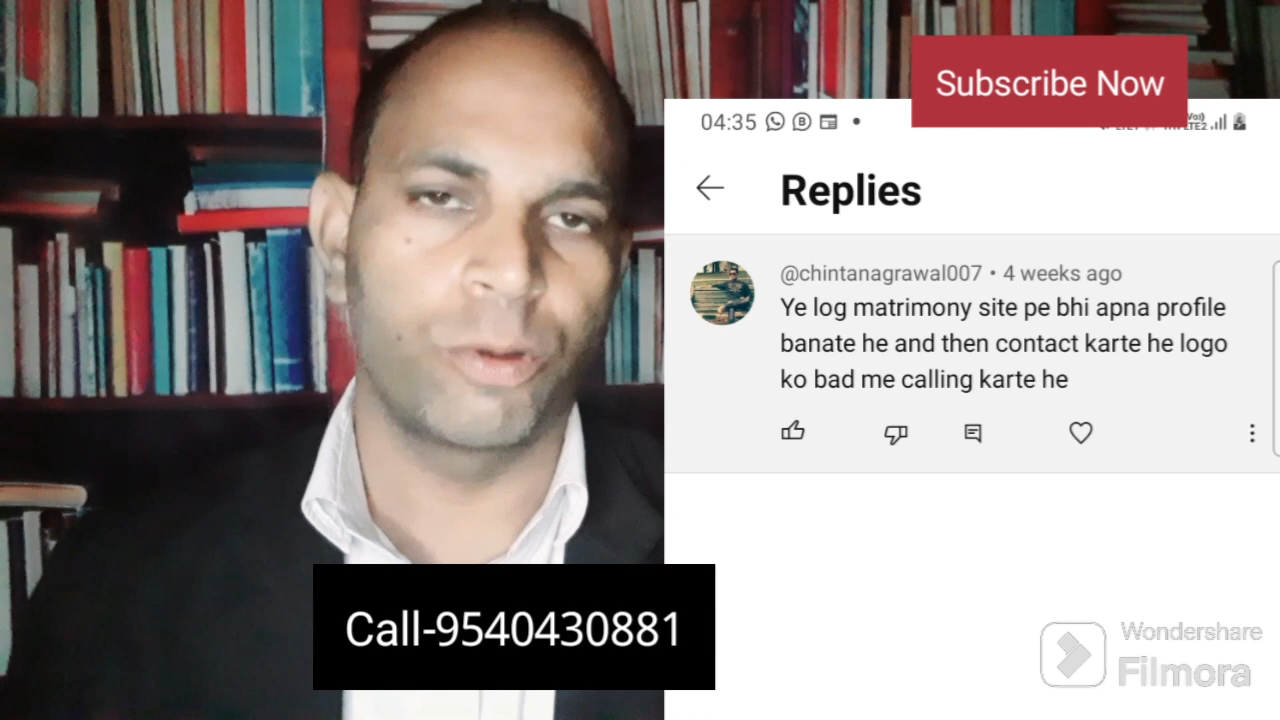 Subscribe Now
04:35
Replies
@chintanagrawal007 • 4 weeks ago
Ye log matrimony site pe bhi apna profile
banate he and then contact karte he logo
ko bad me calling karte he
Call-9540430881
Wondershare
Filmora